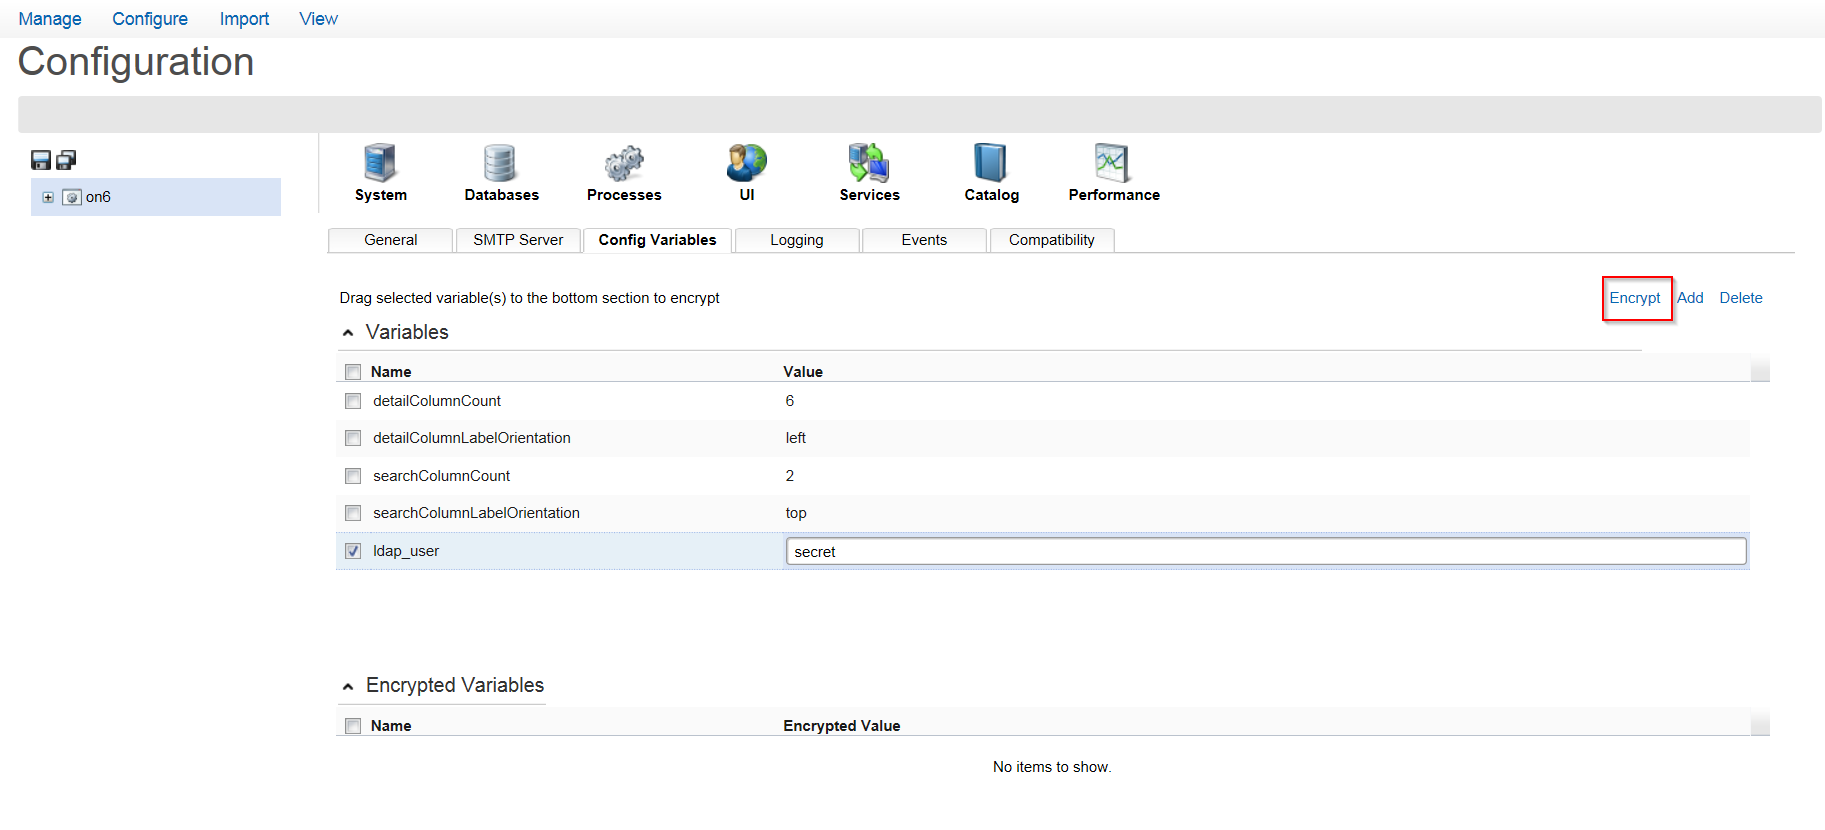 Manage Configure Import View
Configuration
on6
System Databases Processes UI Services Catalog Performance
General SMTP Server Config Variables Logging Events Compatibility
Drag selected variable(s) to the bottom section to encrypt Encrypt Add Delete
Variables
Name Value
detailColumnCount 6
detailColumnLabelOrientation left
searchColumnCount 2
searchColumnLabelOrientation top
ldap_user secret
Encrypted Variables
Name Encrypted Value
No items to show.